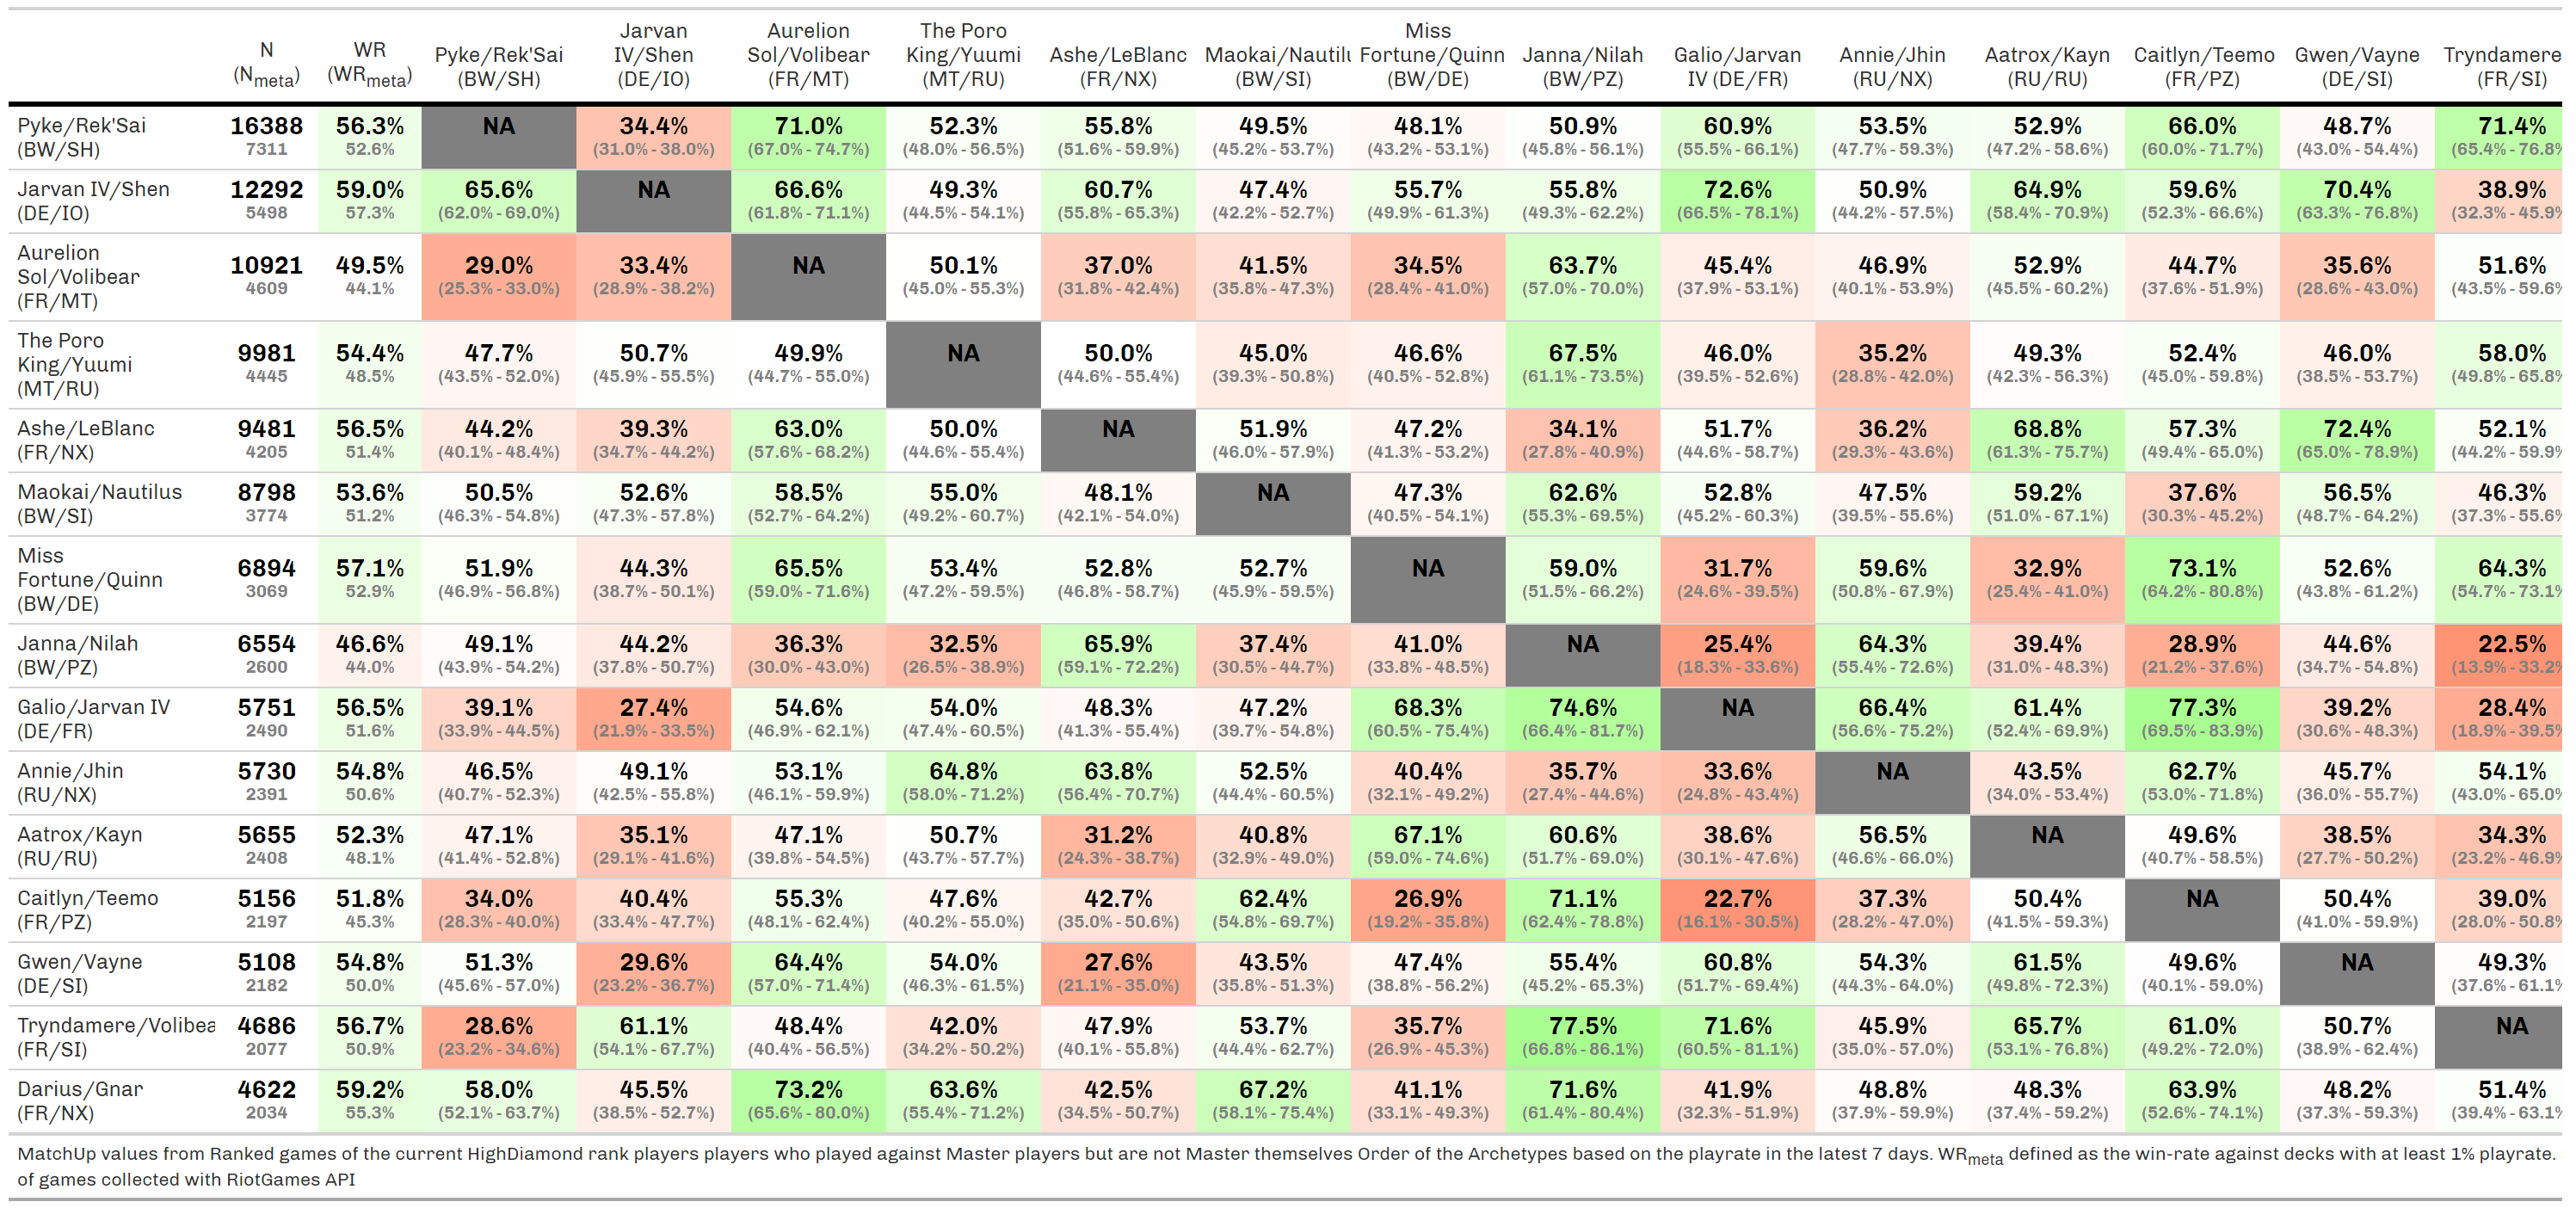 N (N_meta) WR (WR_meta) Pyke/Rek'Sai (BW/SH) Jarvan IV/Shen (DE/IO) Aurelion Sol/Volibear (FR/MT) The Poro King/Yuumi (MT/RU) Ashe/LeBlanc (FR/NX) Maokai/Nautilu (BW/SI) Miss Fortune/Quinn (BW/DE) Janna/Nilah (BW/PZ) Galio/Jarvan IV (DE/FR) Annie/Jhin (RU/NX) Aatrox/Kayn (RU/RU) Caitlyn/Teemo (FR/PZ) Gwen/Vayne (DE/SI) Tryndamere (FR/SI)
Pyke/Rek'Sai 16388 56.3% NA 34.4% 71.0% 52.3% 55.8% 49.5% 48.1% 50.9% 60.9% 53.5% 52.9% 66.0% 48.7% 71.4%
(BW/SH) 7311 52.6% (31.0% - 38.0%) (67.0% - 74.7%) (48.0% - 56.5%) (51.6% - 59.9%) (45.2% - 53.7%) (43.2% - 53.1%) (45.8% - 56.1%) (55.5% - 66.1%) (47.7% - 59.3%) (47.2% - 58.6%) (60.0% - 71.7%) (43.0% - 54.4%) (65.4% - 76.8%
Jarvan IV/Shen 12292 59.0% 65.6% NA 66.6% 49.3% 60.7% 47.4% 55.7% 55.8% 72.6% 50.9% 64.9% 59.6% 70.4% 38.9%
(DE/IO) 5498 57.3% (62.0% - 69.0%) (61.8% - 71.1%) (44.5% - 54.1%) (55.8% - 65.3%) (42.2% - 52.7%) (49.9% - 61.3%) (49.3% - 62.2%) (66.5% - 78.1%) (44.2% - 57.5%) (58.4% - 70.9%) (52.3% - 66.6%) (63.3% - 76.8%) (32.3% - 45.9%
Aurelion
Sol/Volibear 10921 49.5% 29.0% 33.4% NA 50.1% 37.0% 41.5% 34.5% 63.7% 45.4% 46.9% 52.9% 44.7% 35.6% 51.6%
(FR/MT) 4609 44.1% (25.3% - 33.0%) (28.9% - 38.2%) (45.0% - 55.3%) (31.8% - 42.4%) (35.8% - 47.3%) (28.4% - 41.0%) (57.0% - 70.0%) (37.9% - 53.1%) (40.1% - 53.9%) (45.5% - 60.2%) (37.6% - 51.9%) (28.6% - 43.0%) (43.5% - 59.6%
The Poro
King/Yuumi 9981 54.4% 47.7% 50.7% 49.9% NA 50.0% 45.0% 46.6% 67.5% 46.0% 35.2% 49.3% 52.4% 46.0% 58.0%
(MT/RU) 4445 48.5% (43.5% - 52.0%) (45.9% - 55.5%) (44.7% - 55.0%) (44.6% - 55.4%) (39.3% - 50.8%) (40.5% - 52.8%) (61.1% - 73.5%) (39.5% - 52.6%) (28.8% - 42.0%) (42.3% - 56.3%) (45.0% - 59.8%) (38.5% - 53.7%) (49.8% - 65.8%
Ashe/LeBlanc 9481 56.5% 44.2% 39.3% 63.0% 50.0% NA 51.9% 47.2% 34.1% 51.7% 36.2% 68.8% 57.3% 72.4% 52.1%
(FR/NX) 4205 51.4% (40.1% - 48.4%) (34.7% - 44.2%) (57.6% - 68.2%) (44.6% - 55.4%) (46.0% - 57.9%) (41.3% - 53.2%) (27.8% - 40.9%) (44.6% - 58.7%) (29.3% - 43.6%) (61.3% - 75.7%) (49.4% - 65.0%) (65.0% - 78.9%) (44.2% - 59.9%
Maokai/Nautilus 8798 53.6% 50.5% 52.6% 58.5% 55.0% 48.1% NA 47.3% 62.6% 52.8% 47.5% 59.2% 37.6% 56.5% 46.3%
(BW/SI) 3774 51.2% (46.3% - 54.8%) (47.3% - 57.8%) (52.7% - 64.2%) (49.2% - 60.7%) (42.1% - 54.0%) (40.5% - 54.1%) (55.3% - 69.5%) (45.2% - 60.3%) (39.5% - 55.6%) (51.0% - 67.1%) (30.3% - 45.2%) (48.7% - 64.2%) (37.3% - 55.6%
Miss
Fortune/Quinn 6894 57.1% 51.9% 44.3% 65.5% 53.4% 52.8% 52.7% NA 59.0% 31.7% 59.6% 32.9% 73.1% 52.6% 64.3%
(BW/DE) 3069 52.9% (46.9% - 56.8%) (38.7% - 50.1%) (59.0% - 71.6%) (47.2% - 59.5%) (46.8% - 58.7%) (45.9% - 59.5%) (51.5% - 66.2%) (24.6% - 39.5%) (50.8% - 67.9%) (25.4% - 41.0%) (64.2% - 80.8%) (43.8% - 61.2%) (54.7% - 73.1%
Janna/Nilah 6554 46.6% 49.1% 44.2% 36.3% 32.5% 65.9% 37.4% 41.0% NA 25.4% 64.3% 39.4% 28.9% 44.6% 22.5%
(BW/PZ) 2600 44.0% (43.9% - 54.2%) (37.8% - 50.7%) (30.0% - 43.0%) (26.5% - 38.9%) (59.1% - 72.2%) (30.5% - 44.7%) (33.8% - 48.5%) (18.3% - 33.6%) (55.4% - 72.6%) (31.0% - 48.3%) (21.2% - 37.6%) (34.7% - 54.8%) (13.9% - 33.2%
Galio/Jarvan IV 5751 56.5% 39.1% 27.4% 54.6% 54.0% 48.3% 47.2% 68.3% 74.6% NA 66.4% 61.4% 77.3% 39.2% 28.4%
(DE/FR) 2490 51.6% (33.9% - 44.5%) (21.9% - 33.5%) (46.9% - 62.1%) (47.4% - 60.5%) (41.3% - 55.4%) (39.7% - 54.8%) (60.5% - 75.4%) (66.4% - 81.7%) (56.6% - 75.2%) (52.4% - 69.9%) (69.5% - 83.9%) (30.6% - 48.3%) (18.9% - 39.5%
Annie/Jhin 5730 54.8% 46.5% 49.1% 53.1% 64.8% 63.8% 52.5% 40.4% 35.7% 33.6% NA 43.5% 62.7% 45.7% 54.1%
(RU/NX) 2391 50.6% (40.7% - 52.3%) (42.5% - 55.8%) (46.1% - 59.9%) (58.0% - 71.2%) (56.4% - 70.7%) (44.4% - 60.5%) (32.1% - 49.2%) (27.4% - 44.6%) (24.8% - 43.4%) (34.0% - 53.4%) (53.0% - 71.8%) (36.0% - 55.7%) (43.0% - 65.0%
Aatrox/Kayn 5655 52.3% 47.1% 35.1% 47.1% 50.7% 31.2% 40.8% 67.1% 60.6% 38.6% 56.5% NA 49.6% 38.5% 34.3%
(RU/RU) 2408 48.1% (41.4% - 52.8%) (29.1% - 41.6%) (39.8% - 54.5%) (43.7% - 57.7%) (24.3% - 38.7%) (32.9% - 49.0%) (59.0% - 74.6%) (51.7% - 69.0%) (30.1% - 47.6%) (46.6% - 66.0%) (40.7% - 58.5%) (27.7% - 50.2%) (23.2% - 46.9%
Caitlyn/Teemo 5156 51.8% 34.0% 40.4% 55.3% 47.6% 42.7% 62.4% 26.9% 71.1% 22.7% 37.3% 50.4% NA 50.4% 39.0%
(FR/PZ) 2197 45.3% (28.3% - 40.0%) (33.4% - 47.7%) (48.1% - 62.4%) (40.2% - 55.0%) (35.0% - 50.6%) (54.8% - 69.7%) (19.2% - 35.8%) (62.4% - 78.8%) (16.1% - 30.5%) (28.2% - 47.0%) (41.5% - 59.3%) (41.0% - 59.9%) (28.0% - 50.8%
Gwen/Vayne 5108 54.8% 51.3% 29.6% 64.4% 54.0% 27.6% 43.5% 47.4% 55.4% 60.8% 54.3% 61.5% 49.6% NA 49.3%
(DE/SI) 2182 50.0% (45.6% - 57.0%) (23.2% - 36.7%) (57.0% - 71.4%) (46.3% - 61.5%) (21.1% - 35.0%) (35.8% - 51.3%) (38.8% - 56.2%) (45.2% - 65.3%) (51.7% - 69.4%) (44.3% - 64.0%) (49.8% - 72.3%) (40.1% - 59.0%) (37.6% - 61.1%
Tryndamere/Volibea 4686 56.7% 28.6% 61.1% 48.4% 42.0% 47.9% 53.7% 35.7% 77.5% 71.6% 45.9% 65.7% 61.0% 50.7% NA
(FR/SI) 2077 50.9% (23.2% - 34.6%) (54.1% - 67.7%) (40.4% - 56.5%) (34.2% - 50.2%) (40.1% - 55.8%) (44.4% - 62.7%) (26.9% - 45.3%) (66.8% - 86.1%) (60.5% - 81.1%) (35.0% - 57.0%) (53.1% - 76.8%) (49.2% - 72.0%) (38.9% - 62.4%)
Darius/Gnar 4622 59.2% 58.0% 45.5% 73.2% 63.6% 42.5% 67.2% 41.1% 71.6% 41.9% 48.8% 48.3% 63.9% 48.2% 51.4%
(FR/NX) 2034 55.3% (52.1% - 63.7%) (38.5% - 52.7%) (65.6% - 80.0%) (55.4% - 71.2%) (34.5% - 50.7%) (58.1% - 75.4%) (33.1% - 49.3%) (61.4% - 80.4%) (32.3% - 51.9%) (37.9% - 59.9%) (37.4% - 59.2%) (52.6% - 74.1%) (37.3% - 59.3%) (39.4% - 63.1%
MatchUp values from Ranked games of the current HighDiamond rank players players who played against Master players but are not Master themselves Order of the Archetypes based on the playrate in the latest 7 days. WR_meta defined as the win-rate against decks with at least 1% playrate.
of games collected with RiotGames API